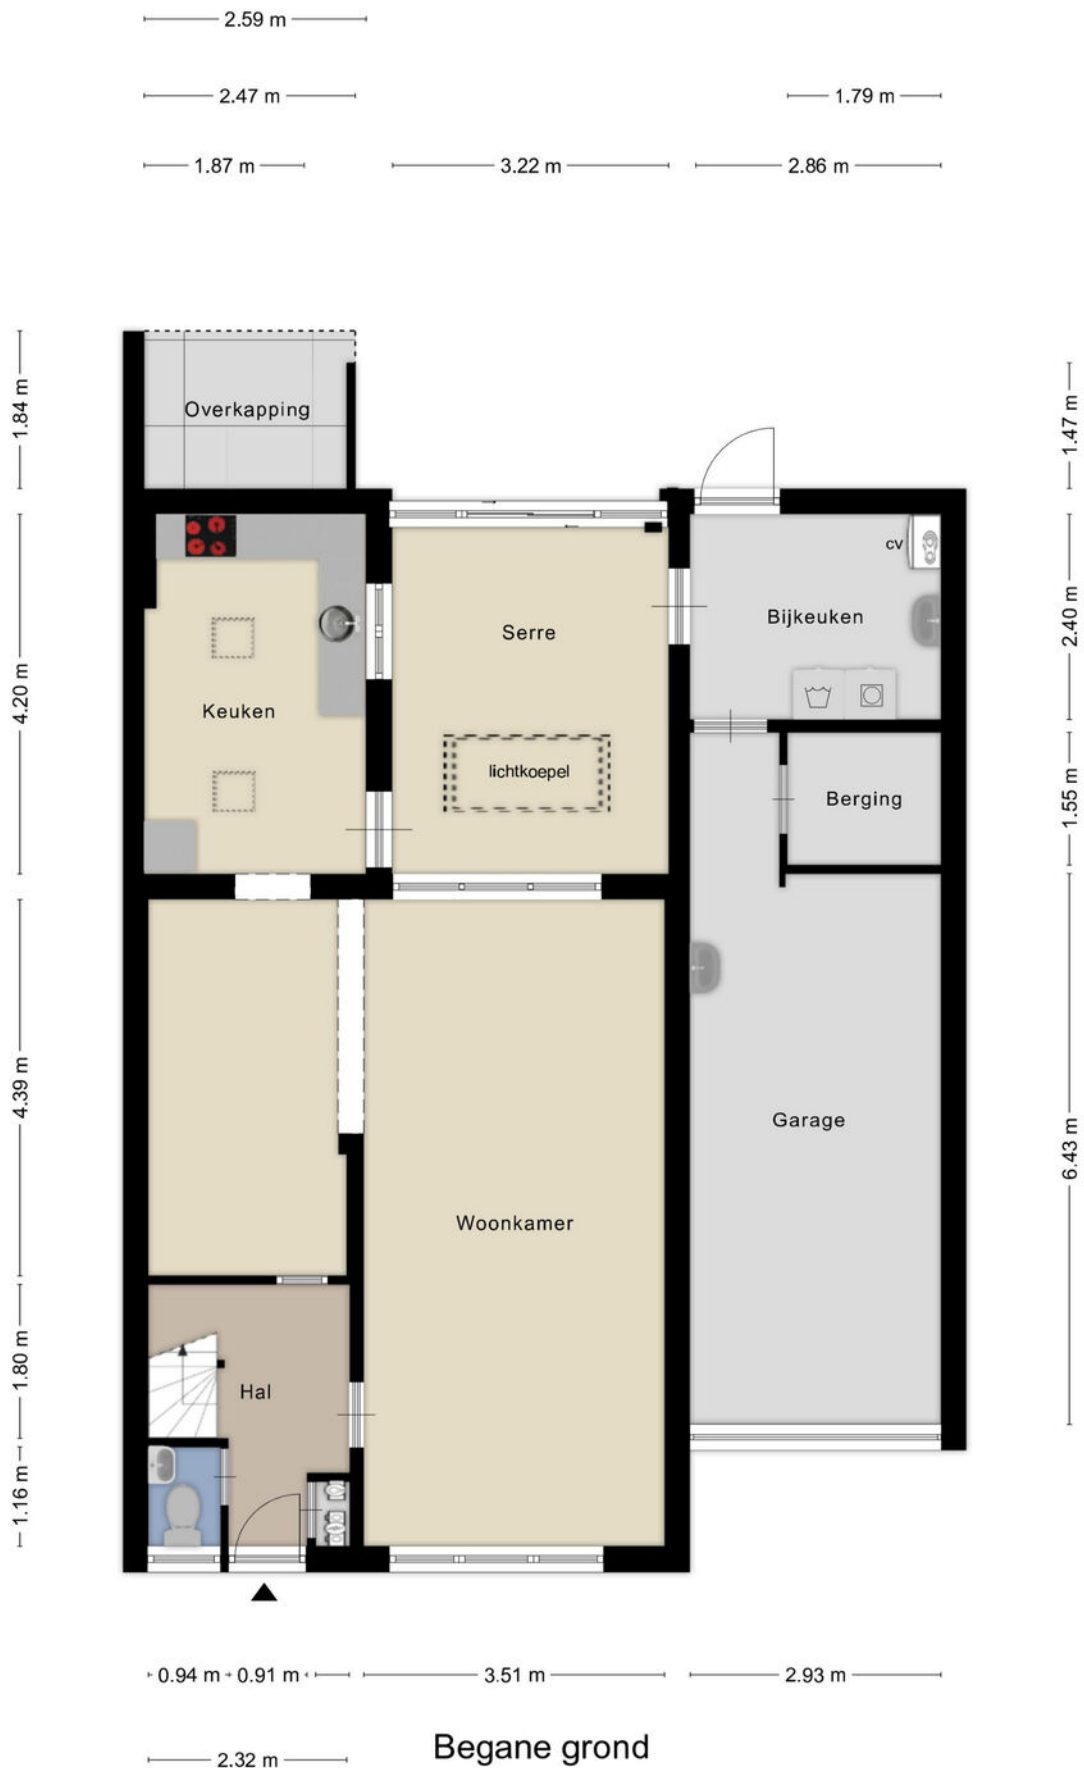 2.59 m
2.47 m
1.79 m
1.87 m
3.22 m
2.86 m
1.84 m
Overkapping
1.47 m
cv
4.20 m
Keuken
Serre
lichtkoepel
Bijkeuken
2.40 m
Berging
1.55 m
4.39 m
Garage
6.43 m
Woonkamer
1.80 m
Hal
1.16 m
0.94 m
0.91 m
3.51 m
2.93 m
2.32 m
Begane grond